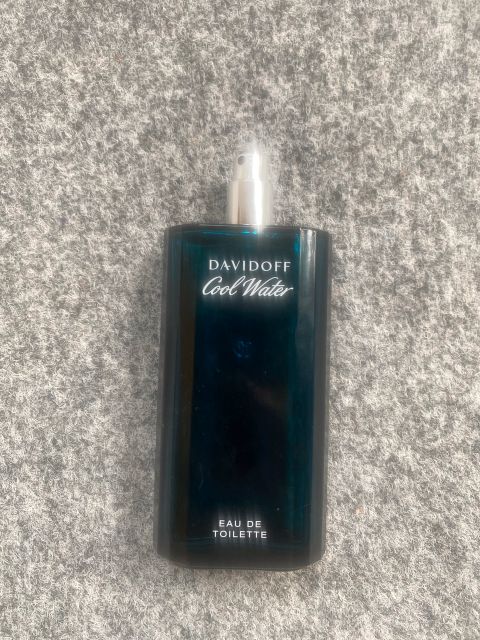 DAVIDOFF
Cool Water
EAU DE
TOILETTE